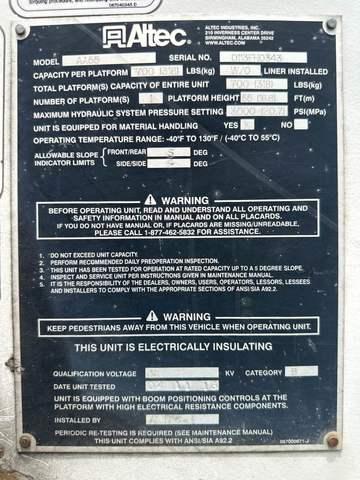 Altec
ALTEC INDUSTRIES, INC.
210 INVERNESS CENTER DRIVE
BIRMINGHAM, ALABAMA 35242
WWW.ALTEC.COM
MODEL SERIAL NO.
CAPACITY PER PLATFORM 700 (318) LBS(kg) W/O LINER INSTALLED
TOTAL PLATFORM(S) CAPACITY OF ENTIRE UNIT 700 (318) LBS(kg)
NUMBER OF PLATFORM(S) 1 PLATFORM HEIGHT FT(m)
MAXIMUM HYDRAULIC SYSTEM PRESSURE SETTING PSI(MPa)
UNIT IS EQUIPPED FOR MATERIAL HANDLING YES X NO
OPERATING TEMPERATURE RANGE: -40°F TO 130°F / (-40°C TO 55°C)
ALLOWABLE SLOPE INDICATOR LIMITS
FRONT/REAR 5 DEG
SIDE/SIDE 5 DEG
WARNING
BEFORE OPERATING UNIT, READ AND UNDERSTAND ALL OPERATING AND
SAFETY INFORMATION IN MANUAL AND ON ALL PLACARDS.
IF YOU DO NOT HAVE MANUAL OR, IF PLACARDS ARE MISSING/UNREADABLE,
PLEASE CALL 1-877-462-5832 FOR ASSISTANCE.
1. DO NOT EXCEED UNIT CAPACITY.
2. PERFORM RECOMMENDED DAILY PREOPERATION INSPECTION.
3. THIS UNIT HAS BEEN TESTED FOR OPERATION AT RATED CAPACITY UP TO A 5 DEGREE SLOPE.
4. INSPECT AND SERVICE UNIT PER INSTRUCTIONS GIVEN IN MAINTENANCE MANUAL.
5. IT IS THE RESPONSIBILITY OF THE DEALERS, OWNERS, USERS, OPERATORS, LESSORS, LESSEES
AND INSTALLERS TO COMPLY WITH THE APPROPRIATE SECTIONS OF ANSI/SIA A92.2.
WARNING
KEEP PEDESTRIANS AWAY FROM THIS VEHICLE WHEN OPERATING UNIT.
THIS UNIT IS ELECTRICALLY INSULATING
QUALIFICATION VOLTAGE KV CATEGORY
DATE UNIT TESTED
UNIT IS EQUIPPED WITH BOOM POSITIONING CONTROLS AT THE
PLATFORM WITH HIGH ELECTRICAL RESISTANCE COMPONENTS.
INSTALLED BY
PERIODIC RE-TESTING IS REQUIRED (SEE MAINTENANCE MANUAL)
THIS UNIT COMPLIES WITH ANSI/SIA A92.2